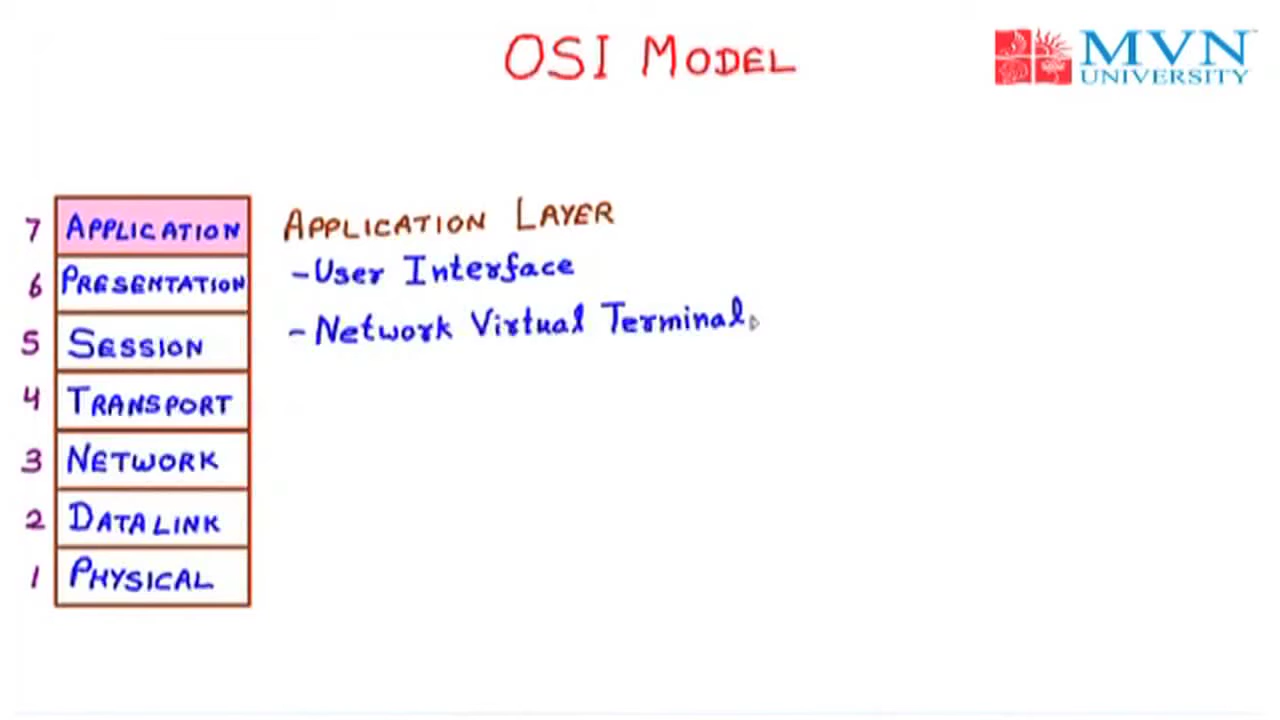 OSI MODEL
MVN
UNIVERSITY
7 APPLICATION
6 PRESENTATION
5 SESSION
4 TRANSPORT
3 NETWORK
2 DATALINK
1 PHYSICAL
APPLICATION LAYER
- User Interface
- Network Virtual Terminal